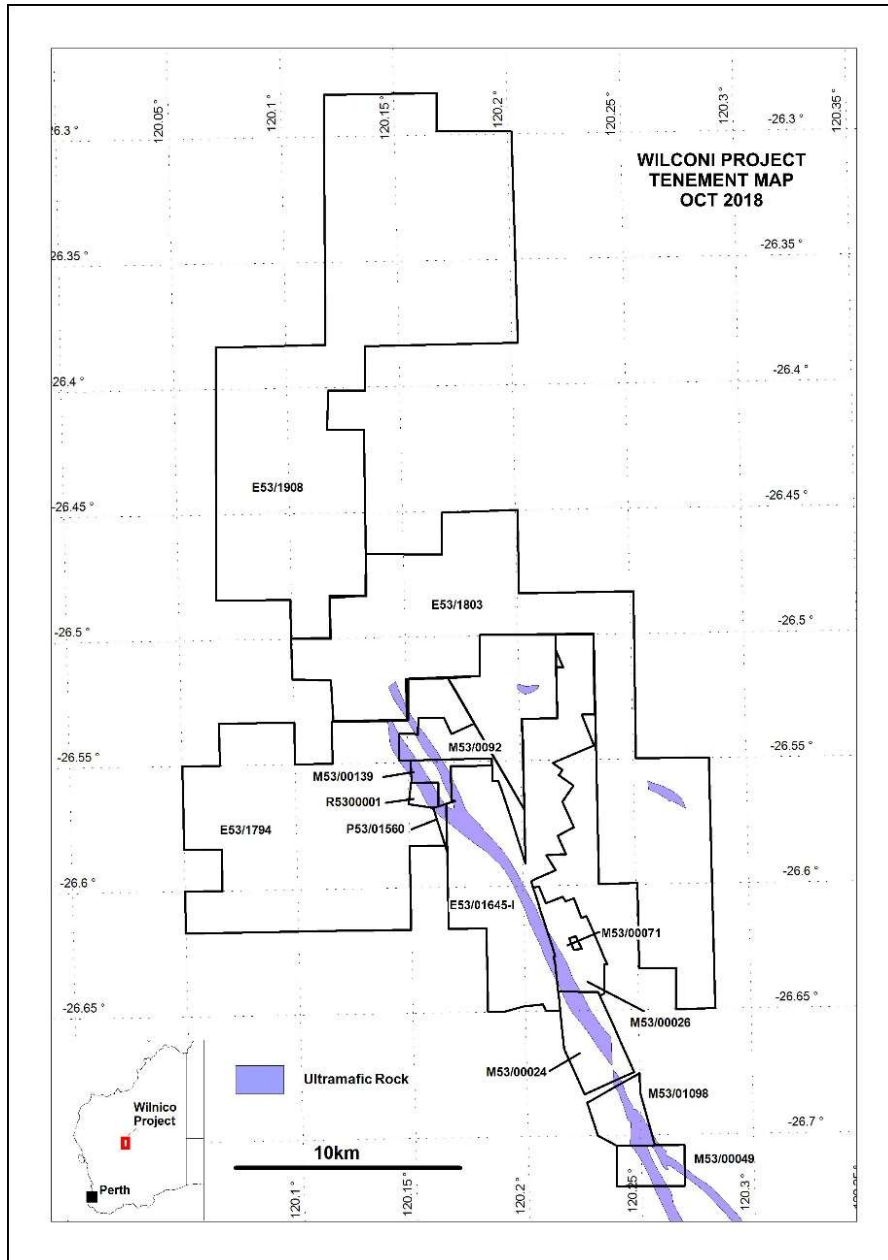 120.05 °
120.1 °
120.15 °
120.2 °
120.25 °
120.3 °
120.35 °
26.3 °
-26.3 °
WILCONI PROJECT
TENEMENT MAP
OCT 2018
26.35 °
-26.35 °
26.4 °
-26.4 °
E53/1908
-26.45 °
-26.45 °
E53/1803
-26.5 °
-26.5 °
M53/0092
-26.55 °
-26.55 °
M53/00139
R5300001
P53/01560
E53/1794
-26.6 °
-26.6 °
E53/01645-I
M53/00071
-26.65 °
-26.65 °
M53/00026
M53/00024
M53/01098
Ultramafic Rock
Wilnico
Project
-26.7 °
10km
M53/00049
Perth
120.1 °
120.15 °
120.2 °
120.25 °
120.3 °